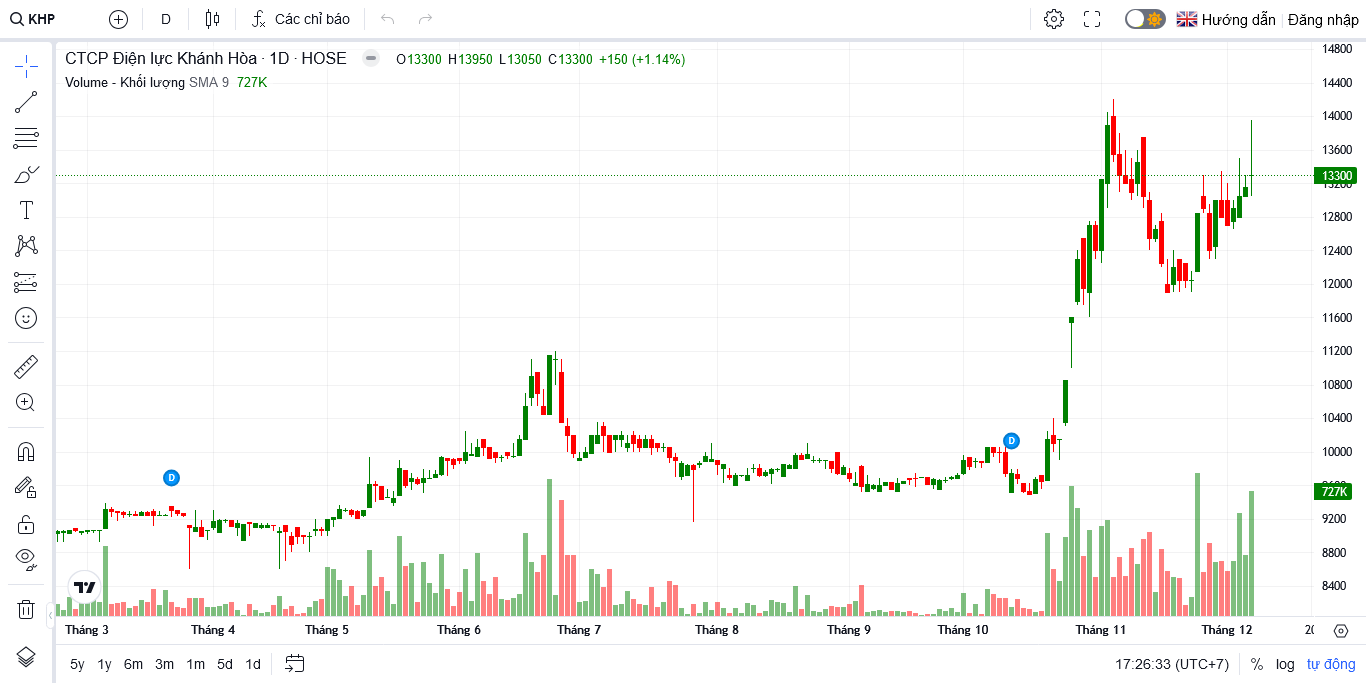 KHP D Các chỉ báo Hướng dẫn Đăng nhập
CTCP Điện lực Khánh Hòa · 1D · HOSE O13300 H13950 L13050 C13300 +150 (+1.14%)
Volume - Khối lượng SMA 9 727K
14800
14400
14000
13600
13300
13200
12800
12400
12000
11600
11200
10800
10400
10000
9600
727K
9200
8800
8400
D
D
Tháng 3 Tháng 4 Tháng 5 Tháng 6 Tháng 7 Tháng 8 Tháng 9 Tháng 10 Tháng 11 Tháng 12
5y 1y 6m 3m 1m 5d 1d 17:26:33 (UTC+7) % log tự động